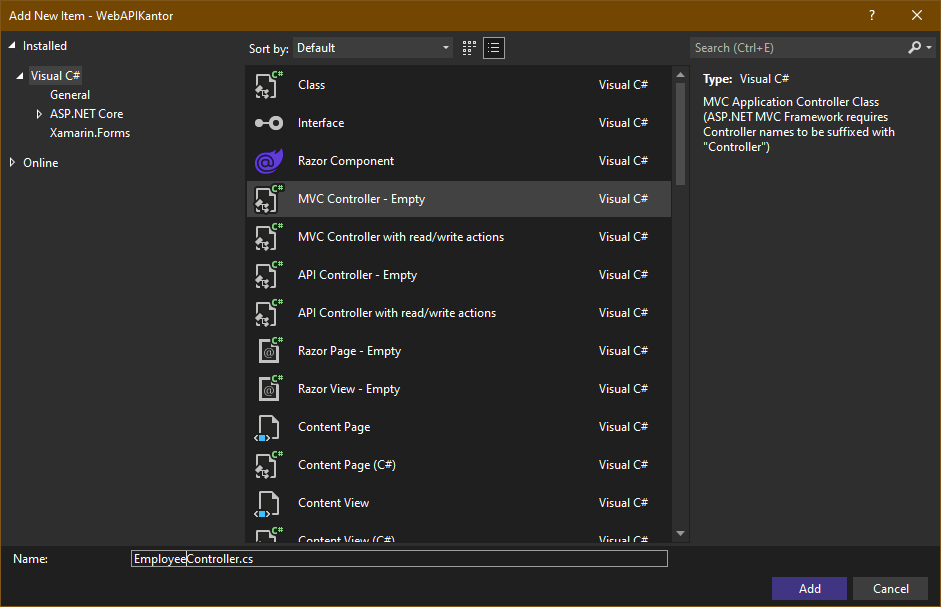 Add New Item - WebAPIKantor
?
Installed
Visual C#
General
ASP.NET Core
Xamarin.Forms
Online
Sort by: Default
Search (Ctrl+E)
C# Class Visual C#
Interface Visual C#
@ Razor Component Visual C#
C# MVC Controller - Empty Visual C#
C# MVC Controller with read/write actions Visual C#
C# API Controller - Empty Visual C#
C# API Controller with read/write actions Visual C#
C# @ Razor Page - Empty Visual C#
C# @ Razor View - Empty Visual C#
Content Page Visual C#
C# Content Page (C#) Visual C#
Content View Visual C#
C# Content View (C#) Visual C#
Type: Visual C#
MVC Application Controller Class
(ASP.NET MVC Framework requires
Controller names to be suffixed with
"Controller")
Name: EmployeeController.cs
Add Cancel